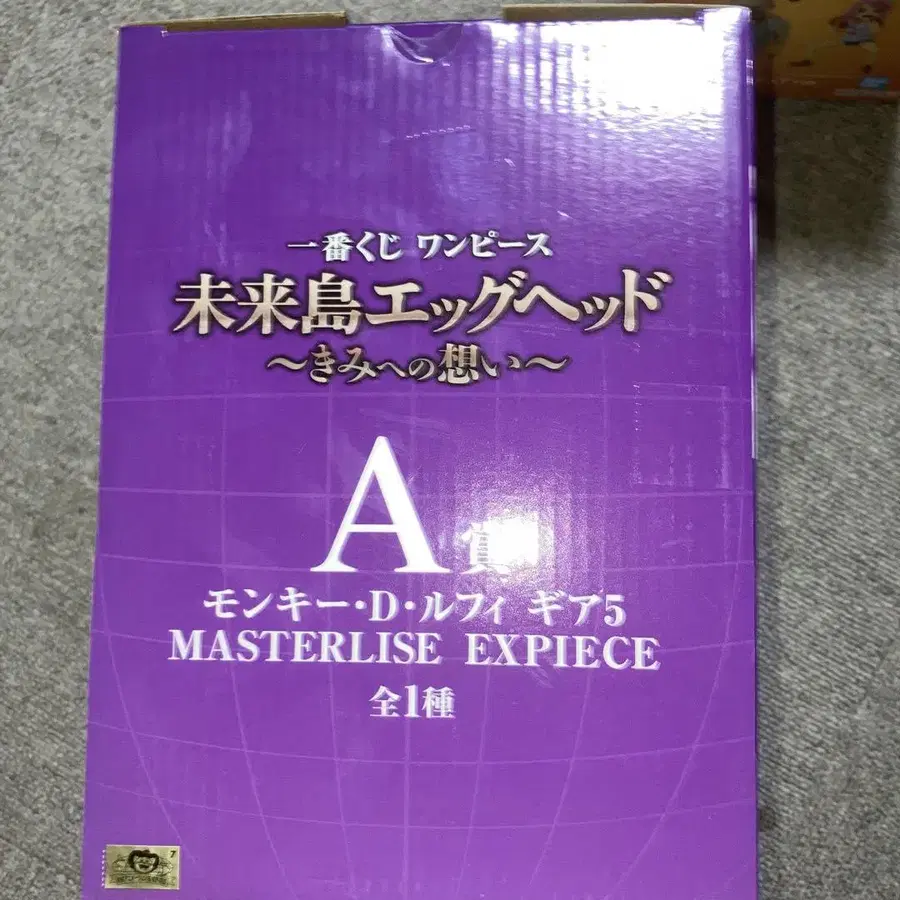 一番くじ ワンピース
未来島エッグヘッド
～きみへの想い～
A賞
モンキー・D・ルフィ ギア5
MASTERLISE EXPIECE
全1種
7